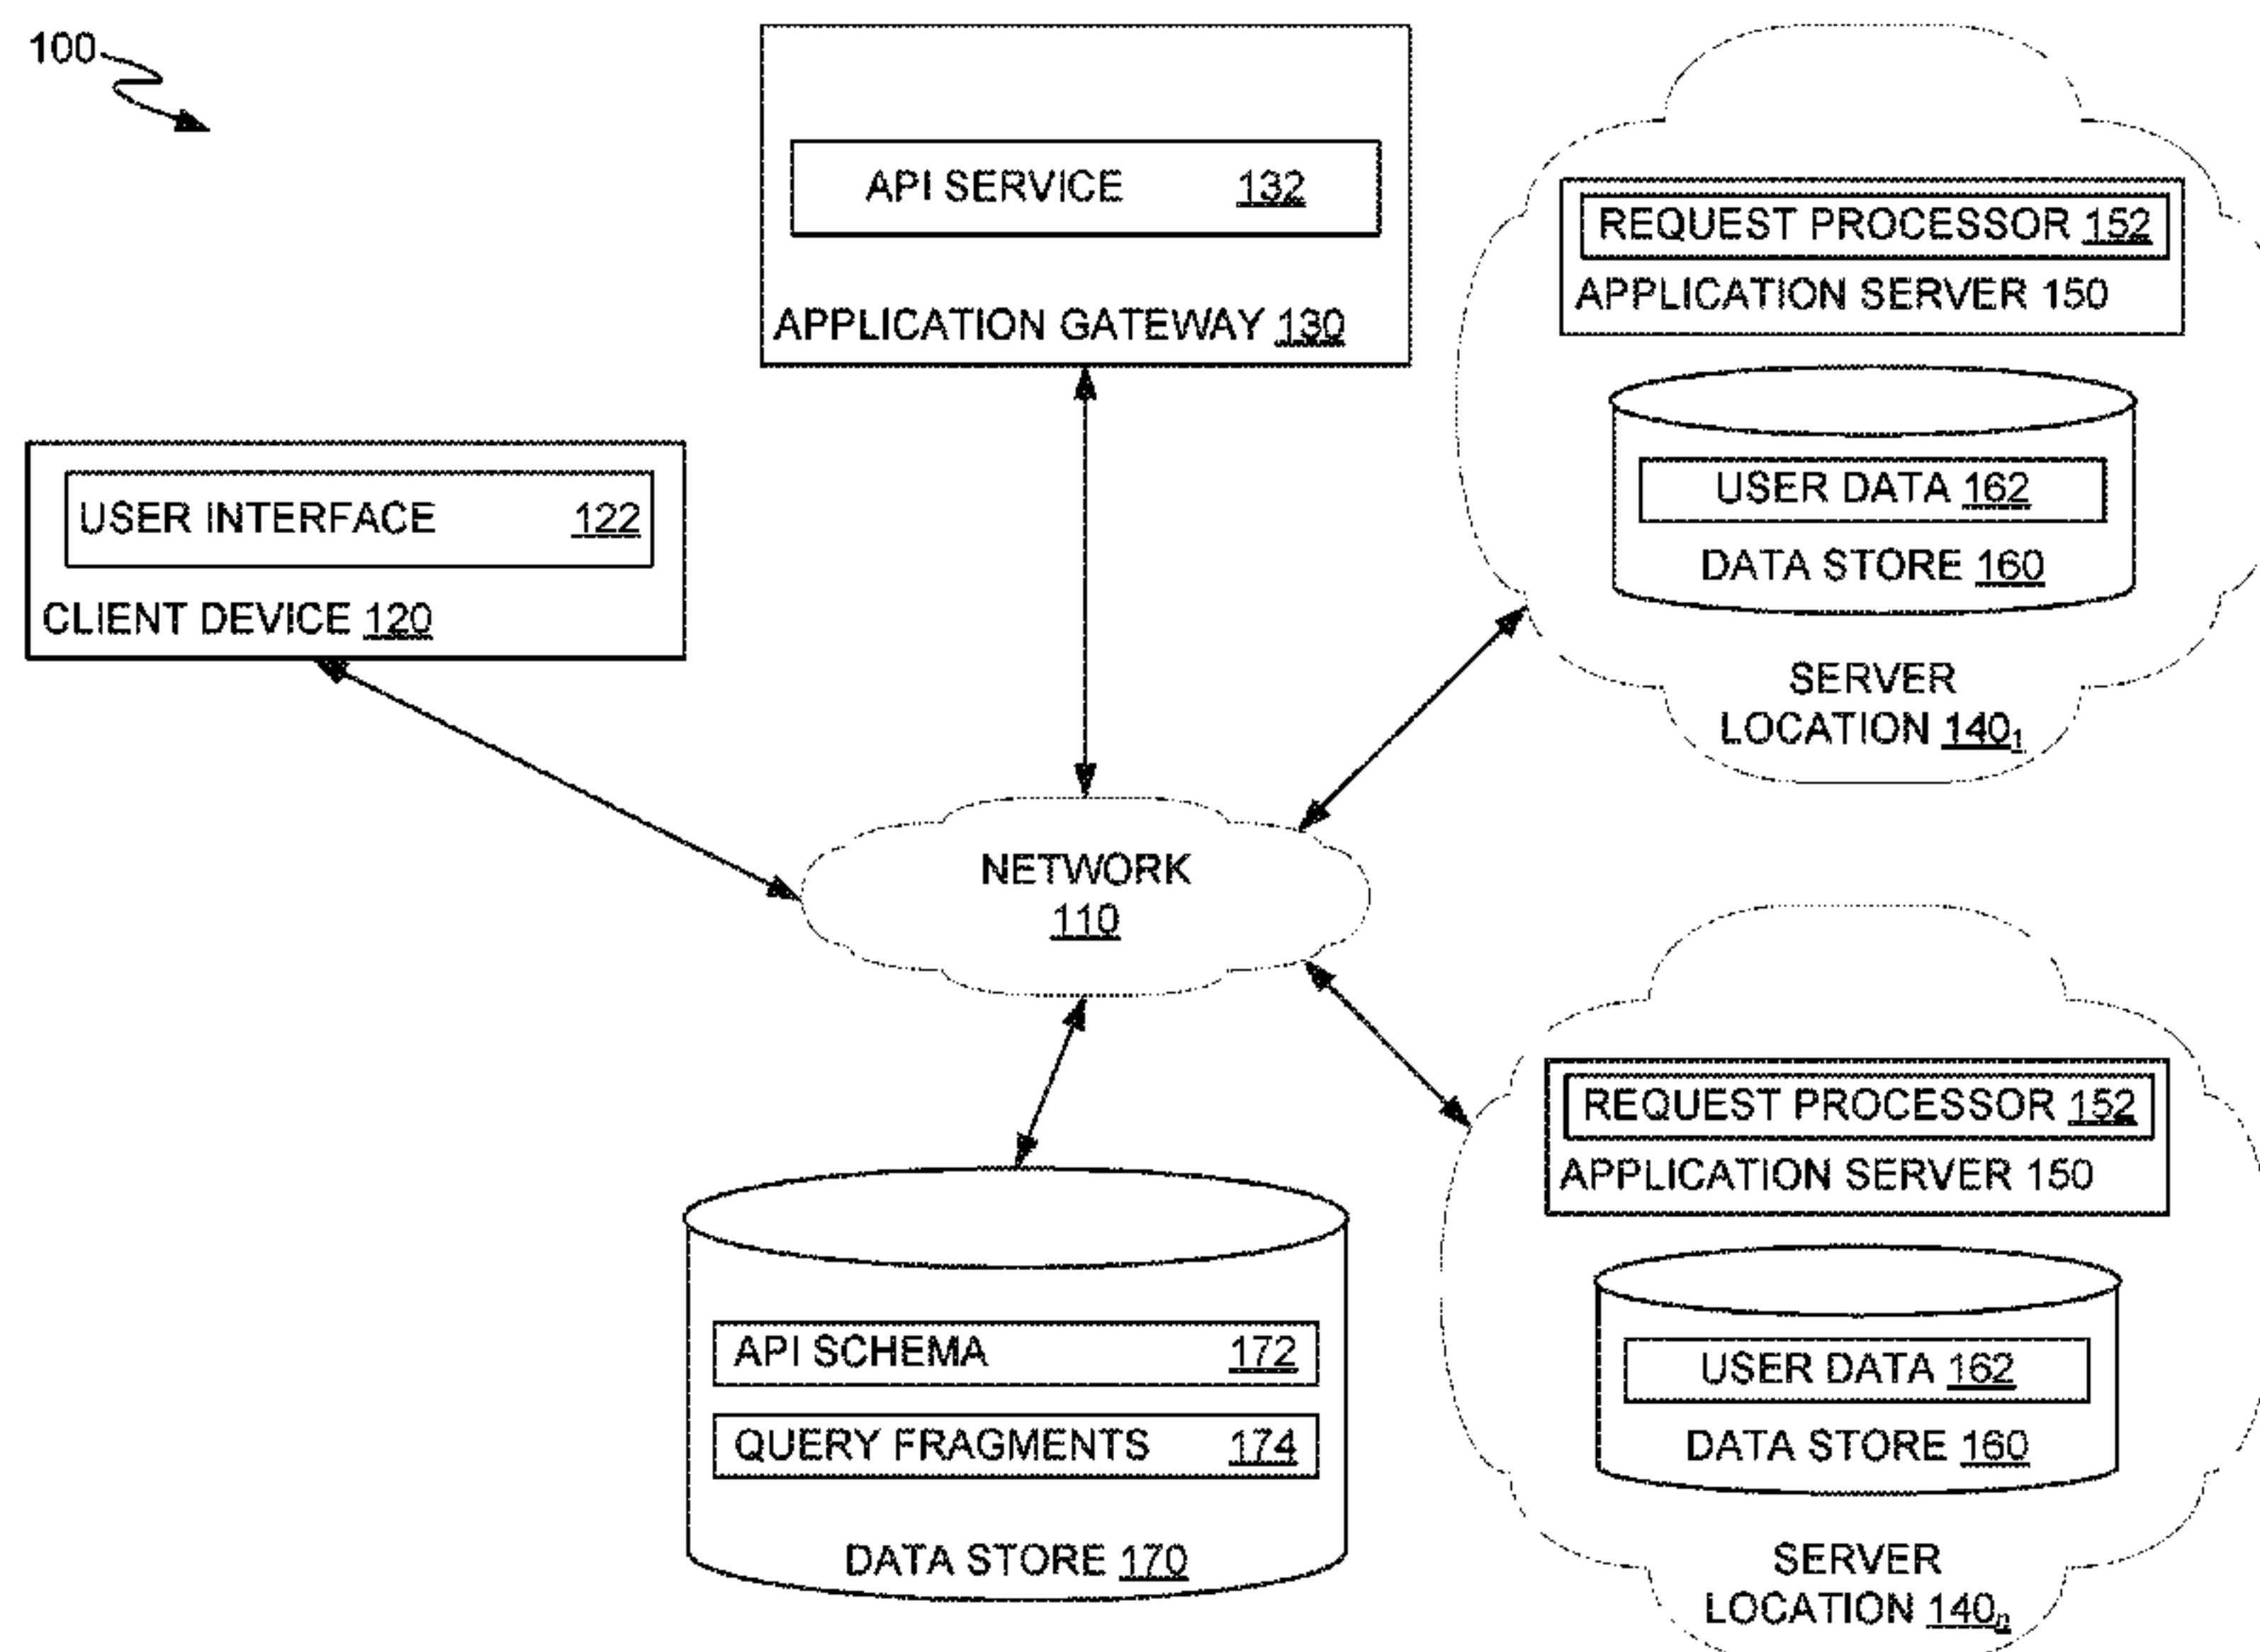 100
API SERVICE 132
APPLICATION GATEWAY 130
REQUEST PROCESSOR 152
APPLICATION SERVER 150
USER DATA 162
DATA STORE 160
SERVER
LOCATION 140₁
USER INTERFACE 122
CLIENT DEVICE 120
NETWORK
110
REQUEST PROCESSOR 152
APPLICATION SERVER 150
USER DATA 162
DATA STORE 160
SERVER
LOCATION 140ₙ
API SCHEMA 172
QUERY FRAGMENTS 174
DATA STORE 170